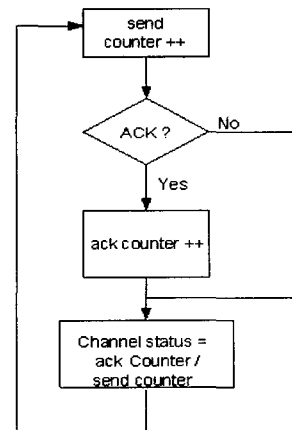 send
counter ++
ACK ?
No
Yes
ack counter ++
Channel status =
ack Counter /
send counter